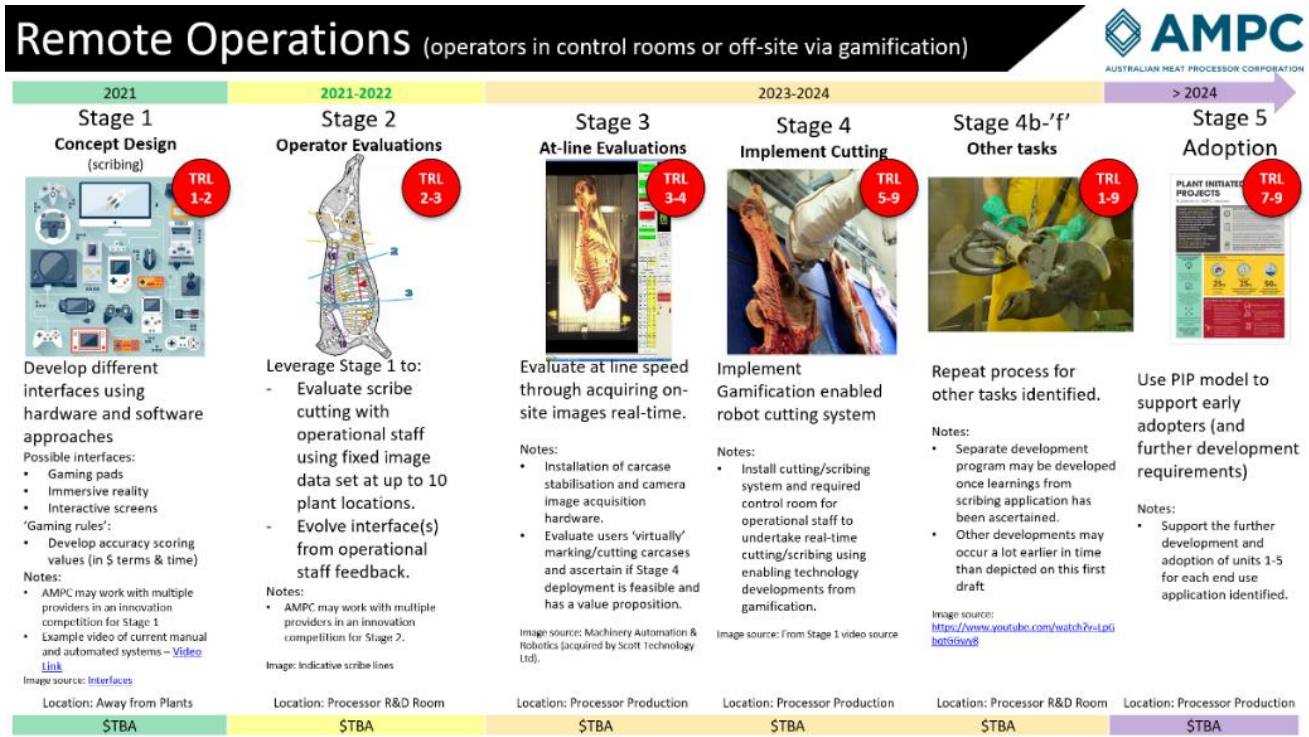 Remote Operations (operators in control rooms or off-site via gamification)
AMPC
AUSTRALIAN MEAT PROCESSOR CORPORATION
2021
2021-2022
2023-2024
> 2024
Stage 1
Concept Design
(scribing)
TRL
1-2
Develop different
interfaces using
hardware and software
approaches
Possible interfaces:
• Gaming pads
• Immersive reality
• Interactive screens
'Gaming rules':
• Develop accuracy scoring
values (in $ terms & time)
Notes:
• AMPC may work with multiple
providers in an innovation
competition for Stage 1
• Example video of current manual
and automated systems – Video
Link
Image source: Interfaces
Location: Away from Plants
$TBA
Stage 2
Operator Evaluations
TRL
2-3
2
3
Leverage Stage 1 to:
- Evaluate scribe
cutting with
operational staff
using fixed image
data set at up to 10
plant locations.
- Evolve interface(s)
from operational
staff feedback.
Notes:
• AMPC may work with multiple
providers in an innovation
competition for Stage 2.
Image: Indicative scribe lines
Location: Processor R&D Room
$TBA
Stage 3
At-line Evaluations
TRL
3-4
Evaluate at line speed
through acquiring on-
site images real-time.
Notes:
• Installation of carcase
stabilisation and camera
image acquisition
hardware.
• Evaluate users 'virtually'
marking/cutting carcases
and ascertain if Stage 4
deployment is feasible and
has a value proposition.
Image source: Machinery Automation &
Robotics (acquired by Scott Technology
Ltd).
Location: Processor Production
$TBA
Stage 4
Implement Cutting
TRL
5-9
Implement
Gamification enabled
robot cutting system
Notes:
• Install cutting/scribing
system and required
control room for
operational staff to
undertake real-time
cutting/scribing using
enabling technology
developments from
gamification.
Image source: From Stage 1 video source
Location: Processor Production
$TBA
Stage 4b-'f'
Other tasks
TRL
1-9
Repeat process for
other tasks identified.
Notes:
• Separate development
program may be developed
once learnings from
scribing application has
been ascertained.
• Other developments may
occur a lot earlier in time
than depicted on this first
draft
Image source:
Location: Processor R&D Room
$TBA
Stage 5
Adoption
PLANT INITIATED
PROJECTS
TRL
7-9
25%
25%
50%
Use PIP model to
support early
adopters (and
further development
requirements)
Notes:
• Support the further
development and
adoption of units 1-5
for each end use
application identified.
Location: Processor Production
$TBA